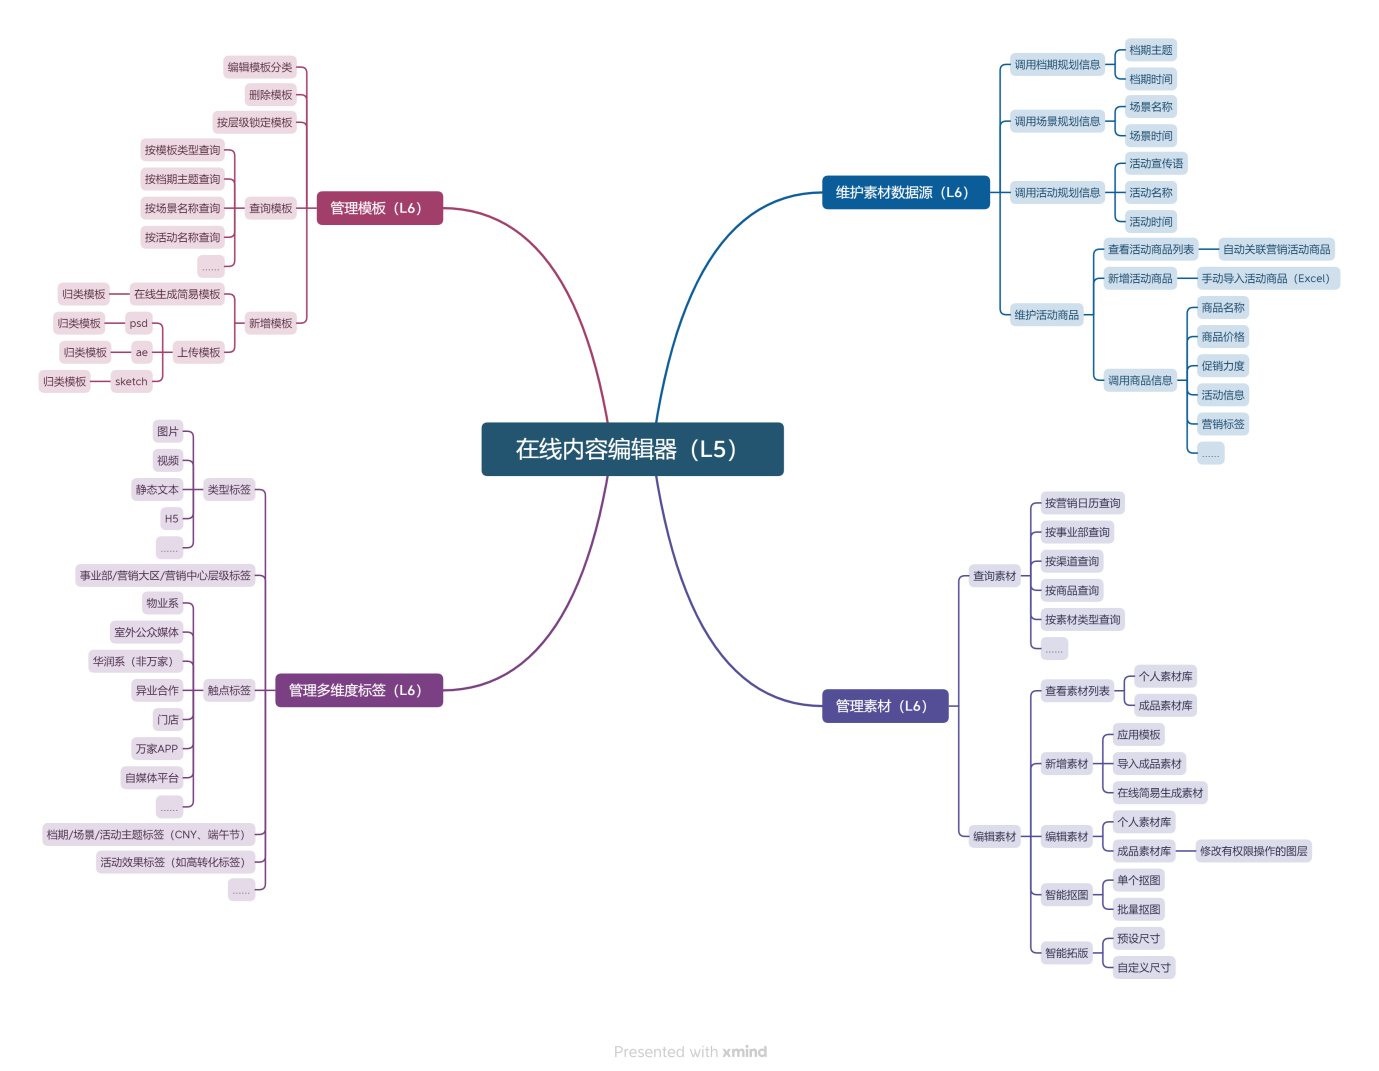 在线内容编辑器（L5）
维护素材数据源（L6）
调用档期规划信息
档期主题
档期时间
调用场景规划信息
场景名称
场景时间
调用活动规划信息
活动宣传语
活动名称
活动时间
维护活动商品
查看活动商品列表
自动关联营销活动商品
新增活动商品
手动导入活动商品（Excel）
调用商品信息
商品名称
商品价格
促销力度
活动信息
营销标签
……
管理素材（L6）
查询素材
按营销日历查询
按事业部查询
按渠道查询
按商品查询
按素材类型查询
……
编辑素材
查看素材列表
个人素材库
成品素材库
新增素材
应用模板
导入成品素材
在线简易生成素材
编辑素材
个人素材库
成品素材库
修改有权限操作的图层
智能抠图
单个抠图
批量抠图
智能拓版
预设尺寸
自定义尺寸
管理模板（L6）
编辑模板分类
删除模板
按层级锁定模板
查询模板
按模板类型查询
按档期主题查询
按场景名称查询
按活动名称查询
……
新增模板
在线生成简易模板
归类模板
上传模板
psd
归类模板
ae
归类模板
sketch
归类模板
管理多维度标签（L6）
类型标签
图片
视频
静态文本
H5
……
事业部/营销大区/营销中心层级标签
触点标签
物业系
室外公众媒体
华润系（非万家）
异业合作
门店
万家APP
自媒体平台
……
档期/场景/活动主题标签（CNY、端午节）
活动效果标签（如高转化标签）
……
Presented with xmind